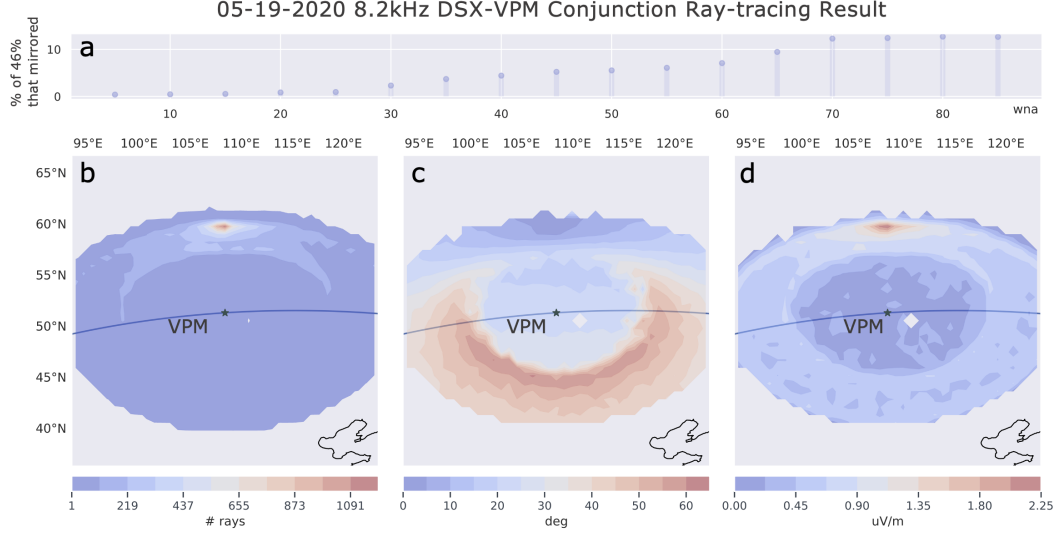 05-19-2020 8.2kHz DSX-VPM Conjunction Ray-tracing Result
% of 46%
that mirrored
10
0
a
10 20 30 40 50 60 70 80 wna
95°E 100°E 105°E 110°E 115°E 120°E 95°E 100°E 105°E 110°E 115°E 120°E 95°E 100°E 105°E 110°E 115°E 120°E
65°N
60°N
55°N
50°N
45°N
40°N
b c d
VPM VPM VPM
1 219 437 655 873 1091 0 10 20 30 40 50 60 0.00 0.45 0.90 1.35 1.80 2.25
# rays deg uV/m